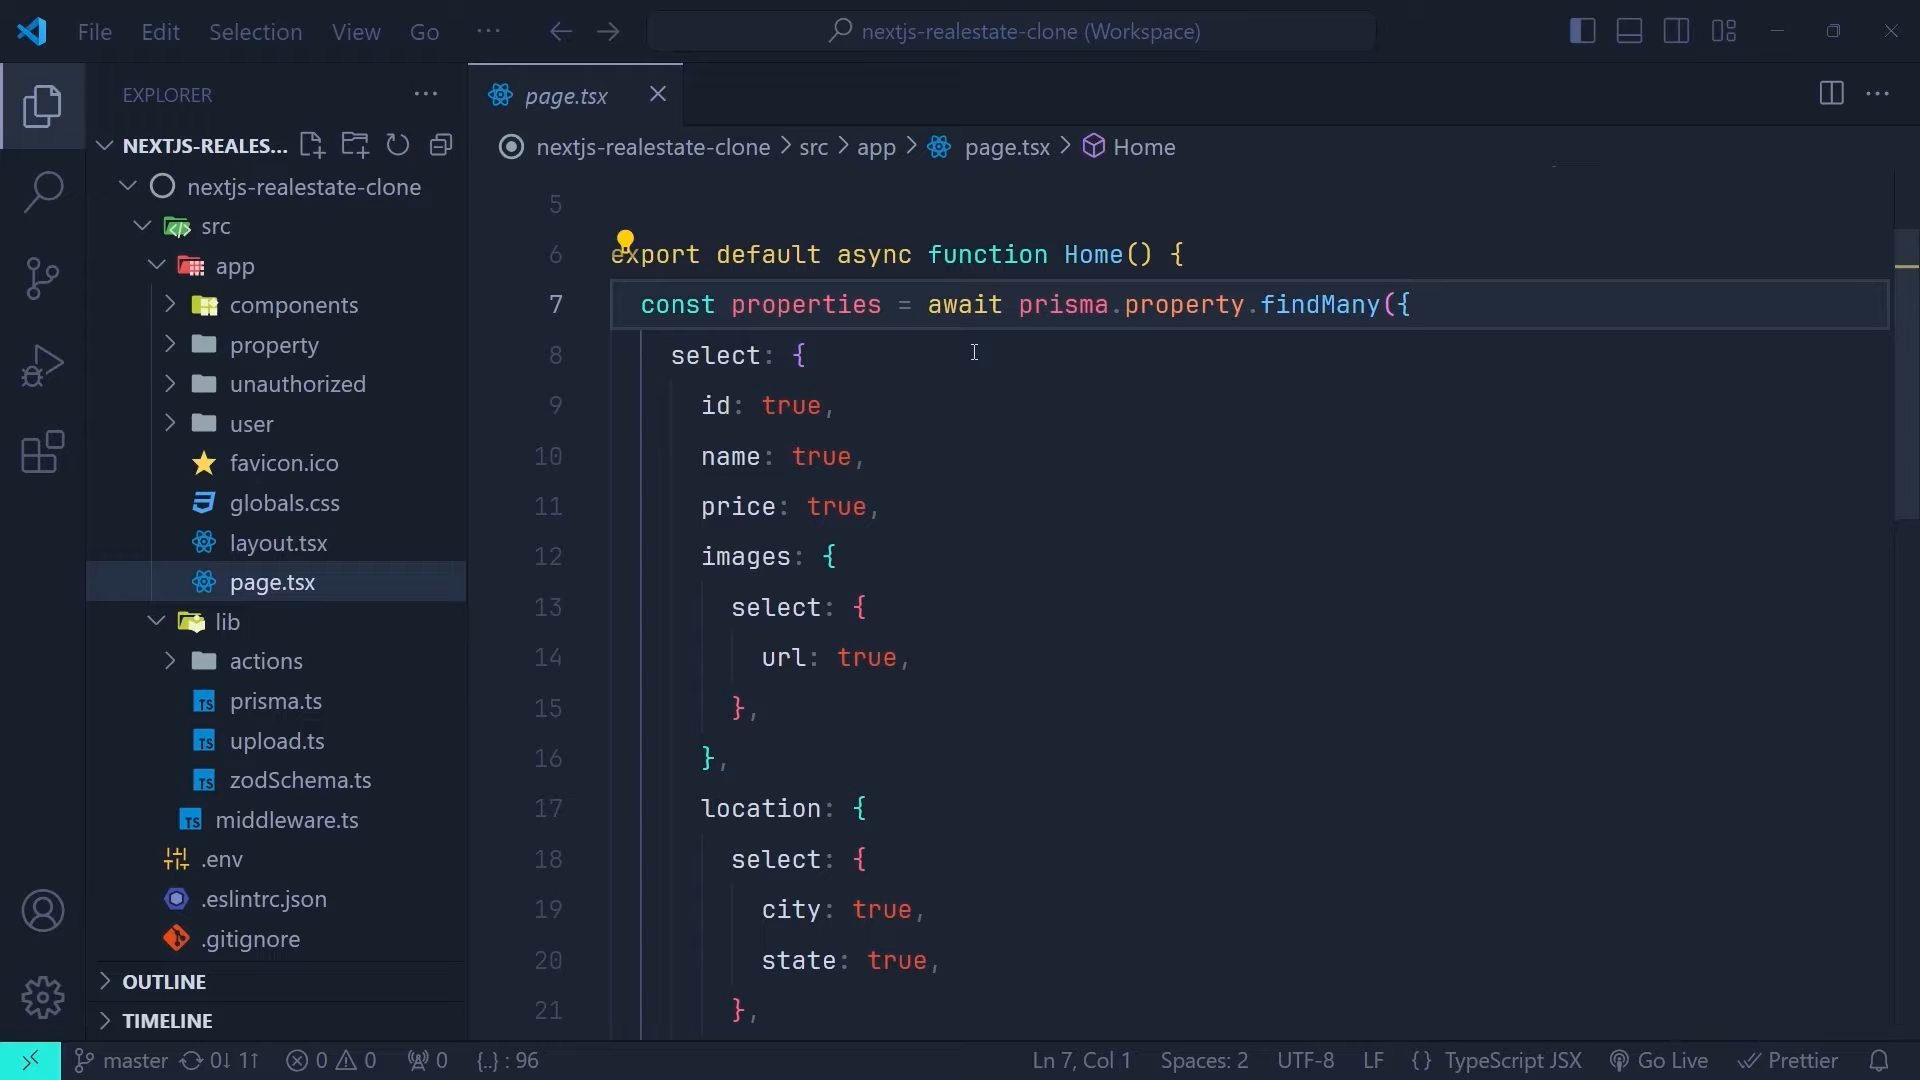 File Edit Selection View Go ... nextjs-realestate-clone (Workspace)
EXPLORER ...
page.tsx
NEXTJS-REALES...
nextjs-realestate-clone > src > app > page.tsx > Home
nextjs-realestate-clone
src
app
components
property
unauthorized
user
favicon.ico
globals.css
layout.tsx
page.tsx
lib
actions
prisma.ts
upload.ts
zodSchema.ts
middleware.ts
.env
.eslintrc.json
.gitignore
OUTLINE
TIMELINE
5
6 export default async function Home() {
7 const properties = await prisma.property.findMany({
8 select: {
9 id: true,
10 name: true,
11 price: true,
12 images: {
13 select: {
14 url: true,
15 },
16 },
17 location: {
18 select: {
19 city: true,
20 state: true,
21 },
master 0↓ 1↑ 0 0 0 {..} : 96 Ln 7, Col 1 Spaces: 2 UTF-8 LF {} TypeScript JSX Go Live Prettier